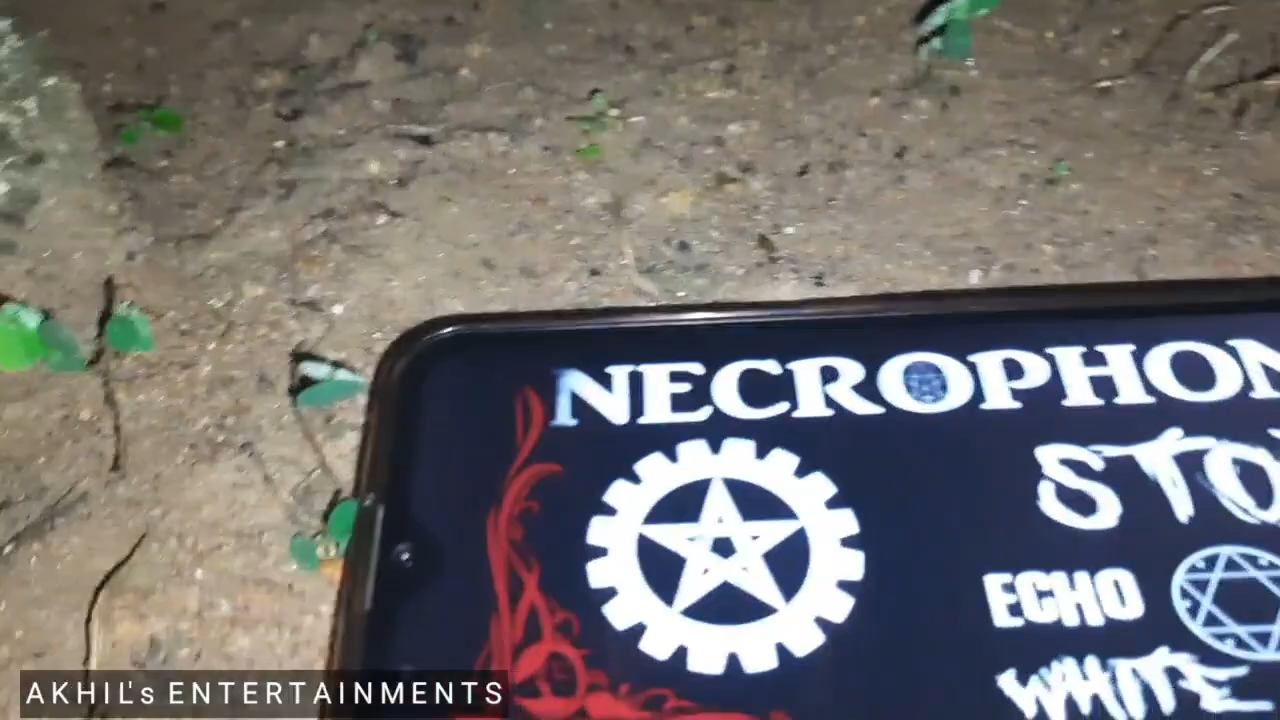 NECROPHON
STO
ECHO
WHITE
AKHIL's ENTERTAINMENTS